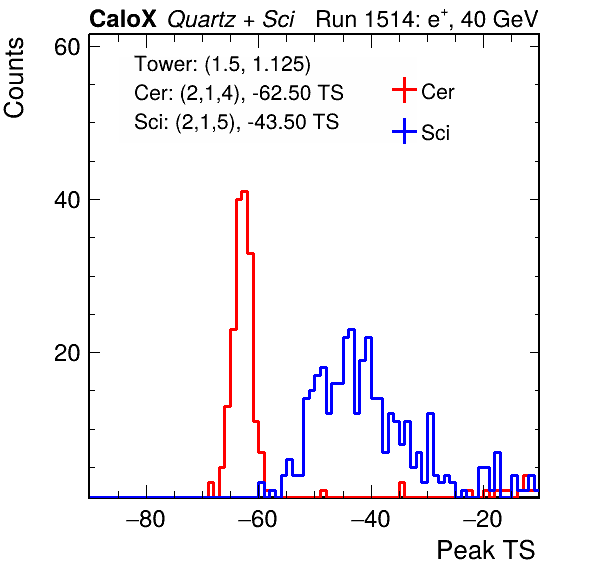 CaloX Quartz + Sci Run 1514: e⁺, 40 GeV
Counts
60
40
20
Tower: (1.5, 1.125)
Cer: (2,1,4), -62.50 TS
Sci: (2,1,5), -43.50 TS
Cer
Sci
−80 −60 −40 −20
Peak TS